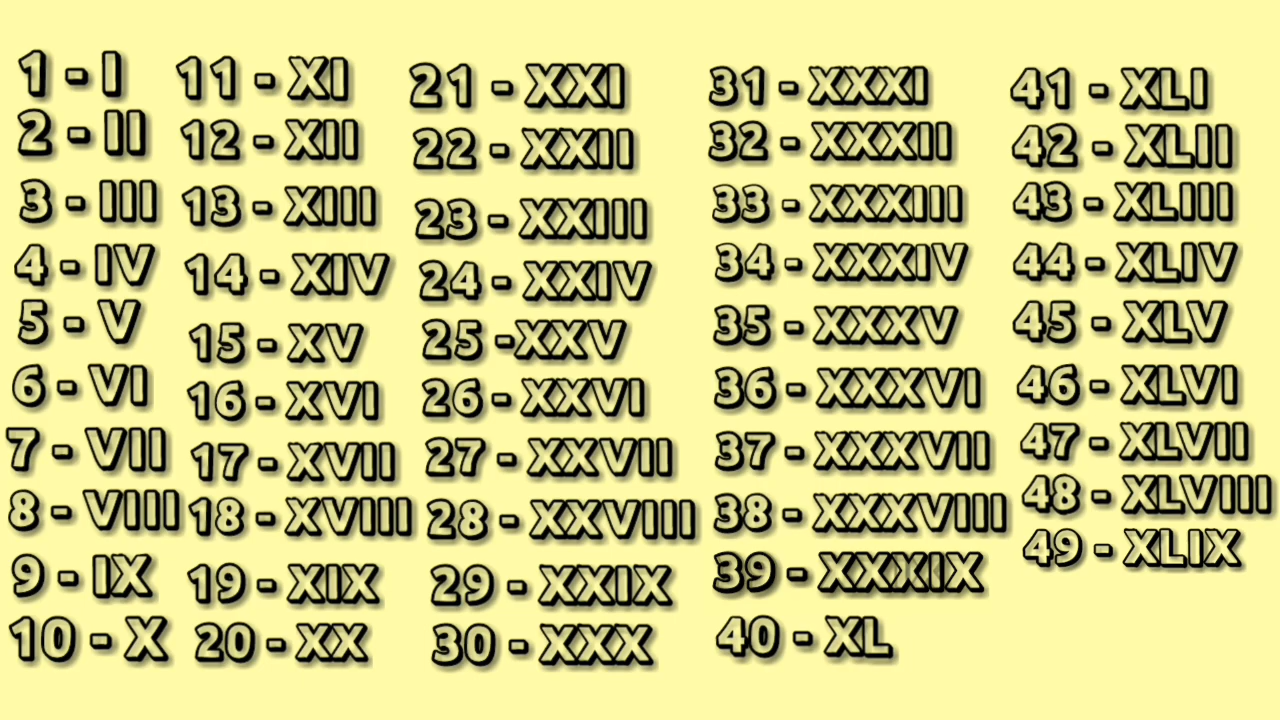 1 - I
2 - II
3 - III
4 - IV
5 - V
6 - VI
7 - VII
8 - VIII
9 - IX
10 - X
11 - XI
12 - XII
13 - XIII
14 - XIV
15 - XV
16 - XVI
17 - XVII
18 - XVIII
19 - XIX
20 - XX
21 - XXI
22 - XXII
23 - XXIII
24 - XXIV
25 -XXV
26 - XXVI
27 - XXVII
28 - XXVIII
29 - XXIX
30 - XXX
31 - XXXI
32 - XXXII
33 - XXXIII
34 - XXXIV
35 - XXXV
36 - XXXVI
37 - XXXVII
38 - XXXVIII
39 - XXXIX
40 - XL
41 - XLI
42 - XLII
43 - XLIII
44 - XLIV
45 - XLV
46 - XLVI
47 - XLVII
48 - XLVIII
49 - XLIX